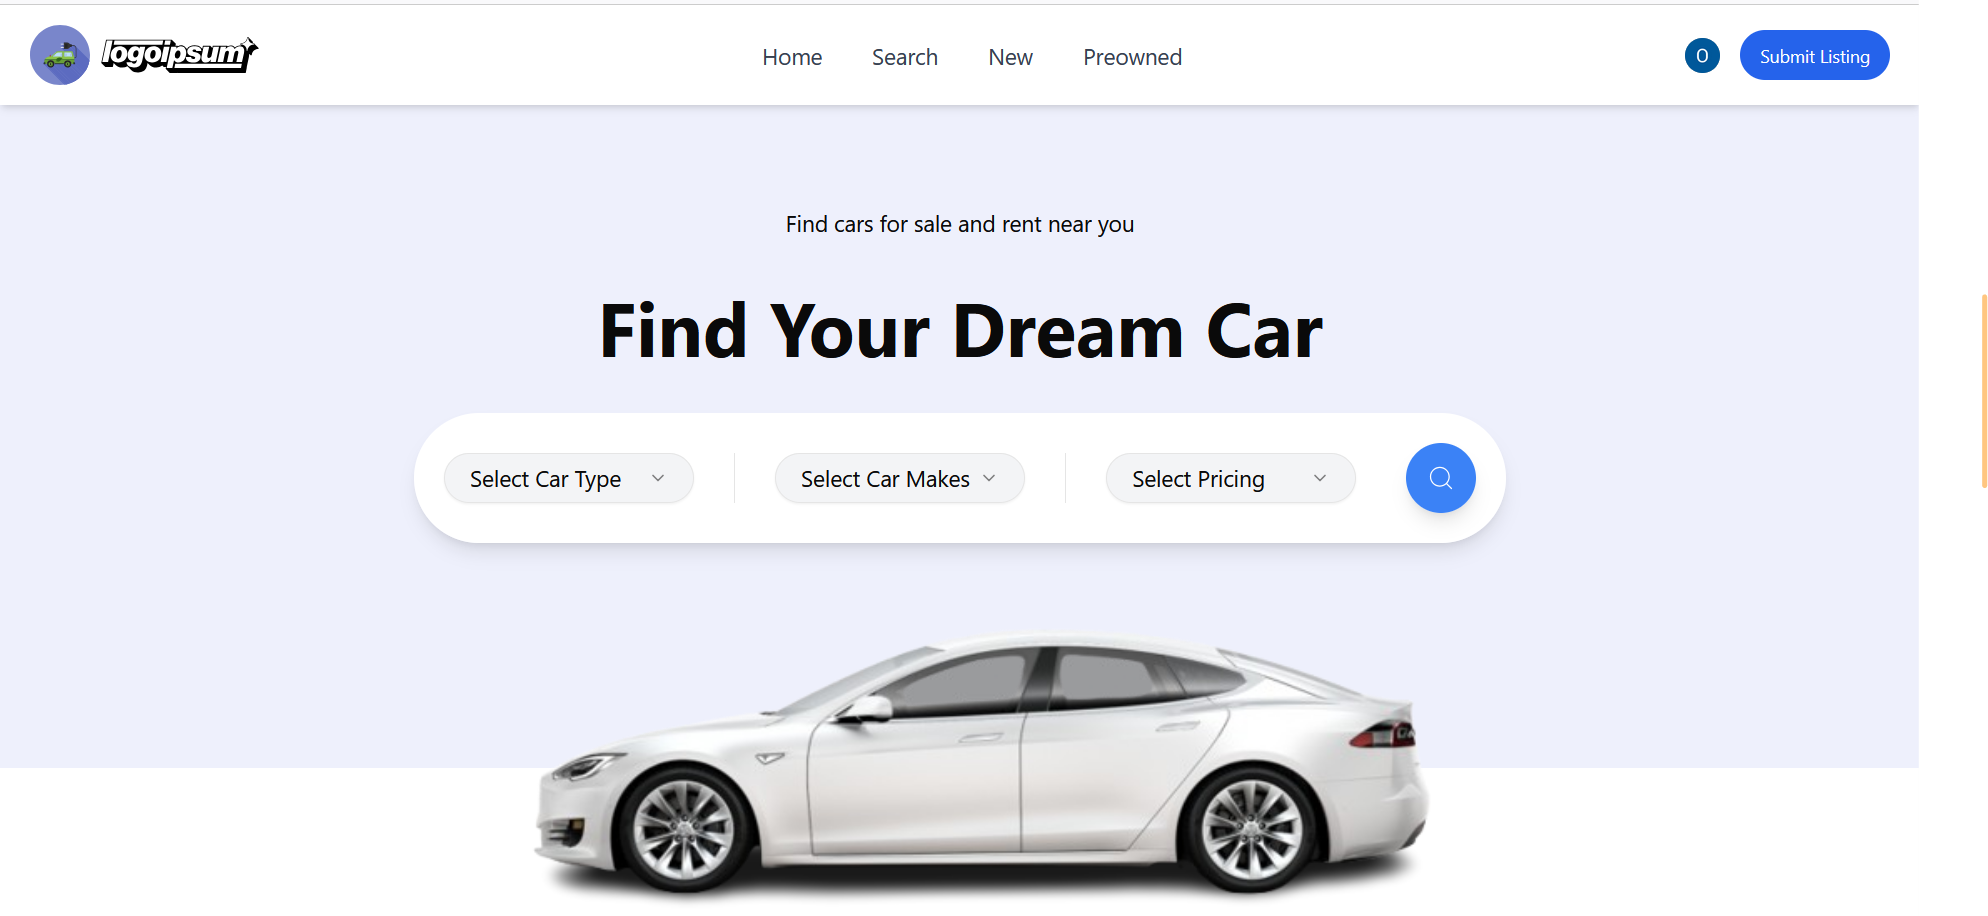 logoipsum
Home Search New Preowned
O Submit Listing
Find cars for sale and rent near you
Find Your Dream Car
Select Car Type Select Car Makes Select Pricing